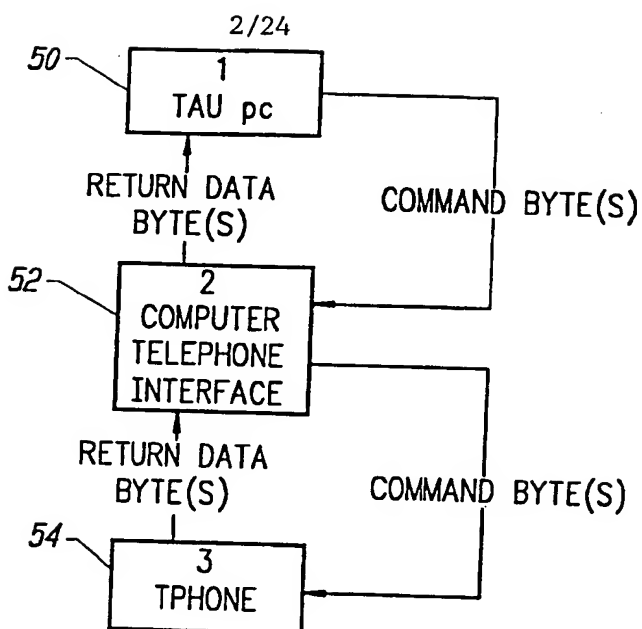 2/24
50
1
TAU pc
RETURN DATA
BYTE(S)
COMMAND BYTE(S)
52
2
COMPUTER
TELEPHONE
INTERFACE
RETURN DATA
BYTE(S)
COMMAND BYTE(S)
54
3
TPHONE